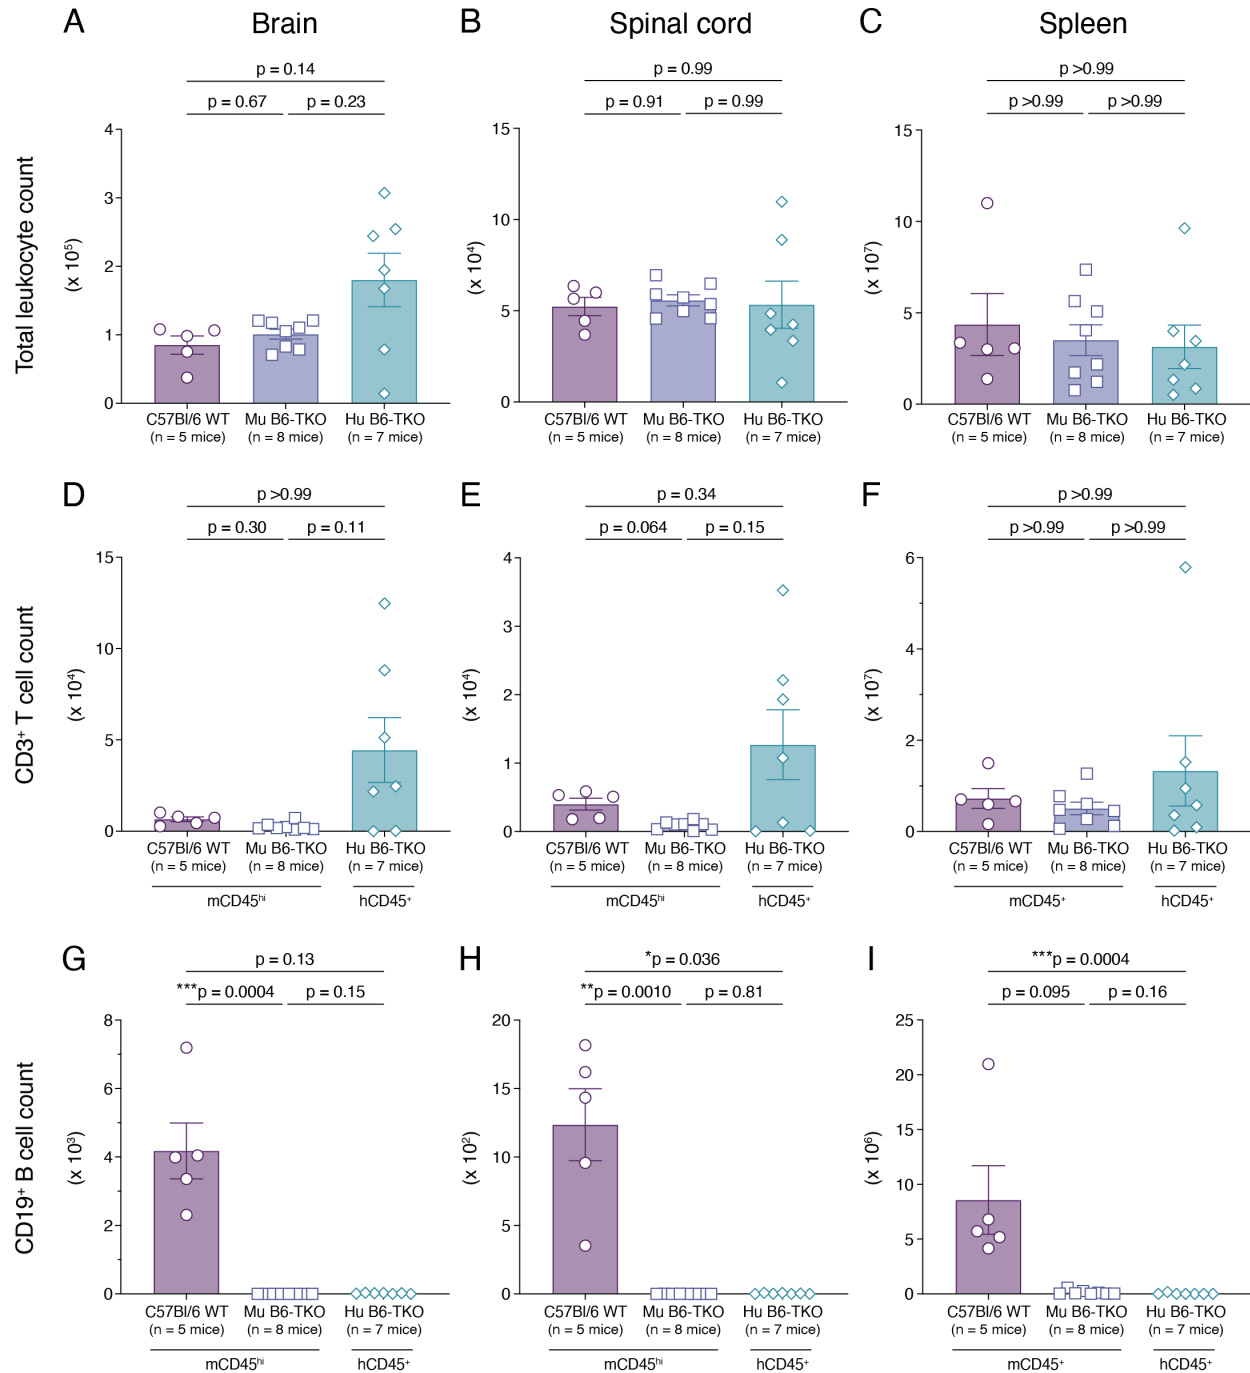 A Brain
B Spinal cord
C Spleen
Total leukocyte count
p = 0.14
p = 0.67 p = 0.23
(x 10⁵)
4
3
2
1
0
C57Bl/6 WT Mu B6-TKO Hu B6-TKO
(n = 5 mice) (n = 8 mice) (n = 7 mice)
p = 0.99
p = 0.91 p = 0.99
(x 10⁴)
15
10
5
0
C57Bl/6 WT Mu B6-TKO Hu B6-TKO
(n = 5 mice) (n = 8 mice) (n = 7 mice)
p >0.99
p >0.99 p >0.99
(x 10⁷)
15
10
5
0
C57Bl/6 WT Mu B6-TKO Hu B6-TKO
(n = 5 mice) (n = 8 mice) (n = 7 mice)
CD3⁺ T cell count
D
p >0.99
p = 0.30 p = 0.11
(x 10⁴)
15
10
5
0
C57Bl/6 WT Mu B6-TKO Hu B6-TKO
(n = 5 mice) (n = 8 mice) (n = 7 mice)
mCD45ʰⁱ hCD45⁺
E
p = 0.34
p = 0.064 p = 0.15
(x 10⁴)
4
3
2
1
0
C57Bl/6 WT Mu B6-TKO Hu B6-TKO
(n = 5 mice) (n = 8 mice) (n = 7 mice)
mCD45ʰⁱ hCD45⁺
F
p >0.99
p >0.99 p >0.99
(x 10⁷)
6
4
2
0
C57Bl/6 WT Mu B6-TKO Hu B6-TKO
(n = 5 mice) (n = 8 mice) (n = 7 mice)
mCD45⁺ hCD45⁺
CD19⁺ B cell count
G
p = 0.13
***p = 0.0004 p = 0.15
(x 10³)
8
6
4
2
0
C57Bl/6 WT Mu B6-TKO Hu B6-TKO
(n = 5 mice) (n = 8 mice) (n = 7 mice)
mCD45ʰⁱ hCD45⁺
H
*p = 0.036
**p = 0.0010 p = 0.81
(x 10²)
20
15
10
5
0
C57Bl/6 WT Mu B6-TKO Hu B6-TKO
(n = 5 mice) (n = 8 mice) (n = 7 mice)
mCD45ʰⁱ hCD45⁺
I
***p = 0.0004
p = 0.095 p = 0.16
(x 10⁶)
25
20
15
10
5
0
C57Bl/6 WT Mu B6-TKO Hu B6-TKO
(n = 5 mice) (n = 8 mice) (n = 7 mice)
mCD45⁺ hCD45⁺